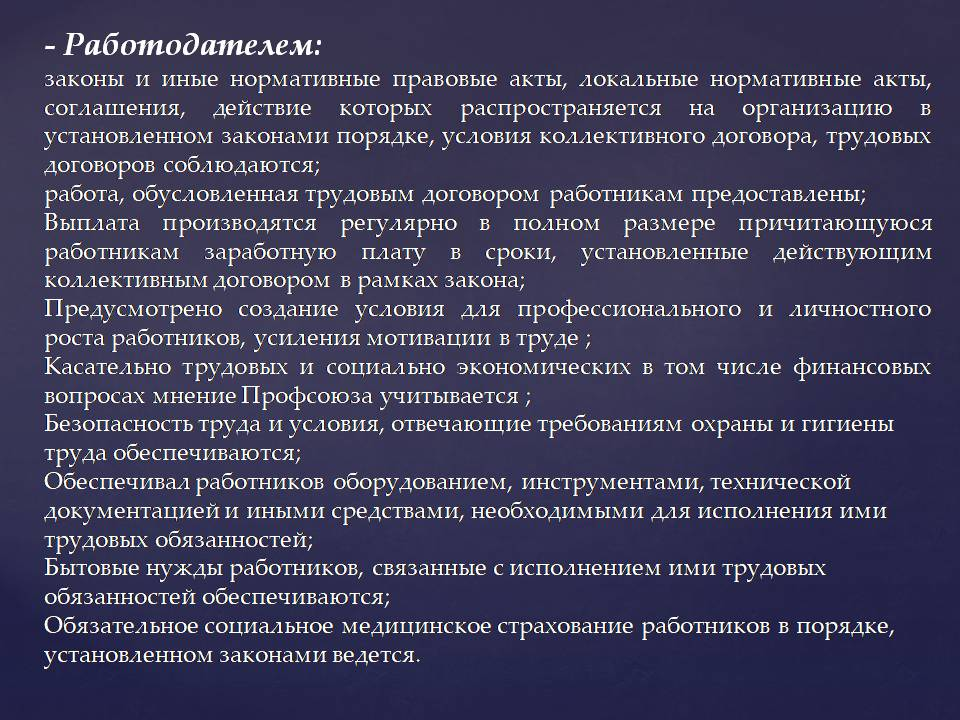 - Работодателем:
законы и иные нормативные правовые акты, локальные нормативные акты,
соглашения, действие которых распространяется на организацию в
установленном законами порядке, условия коллективного договора, трудовых
договоров соблюдаются;
работа, обусловленная трудовым договором работникам предоставлены;
Выплата производятся регулярно в полном размере причитающуюся
работникам заработную плату в сроки, установленные действующим
коллективным договором в рамках закона;
Предусмотрено создание условия для профессионального и личностного
роста работников, усиления мотивации в труде ;
Касательно трудовых и социально экономических в том числе финансовых
вопросах мнение Профсоюза учитывается ;
Безопасность труда и условия, отвечающие требованиям охраны и гигиены
труда обеспечиваются;
Обеспечивал работников оборудованием, инструментами, технической
документацией и иными средствами, необходимыми для исполнения ими
трудовых обязанностей;
Бытовые нужды работников, связанные с исполнением ими трудовых
обязанностей обеспечиваются;
Обязательное социальное медицинское страхование работников в порядке,
установленном законами ведется.